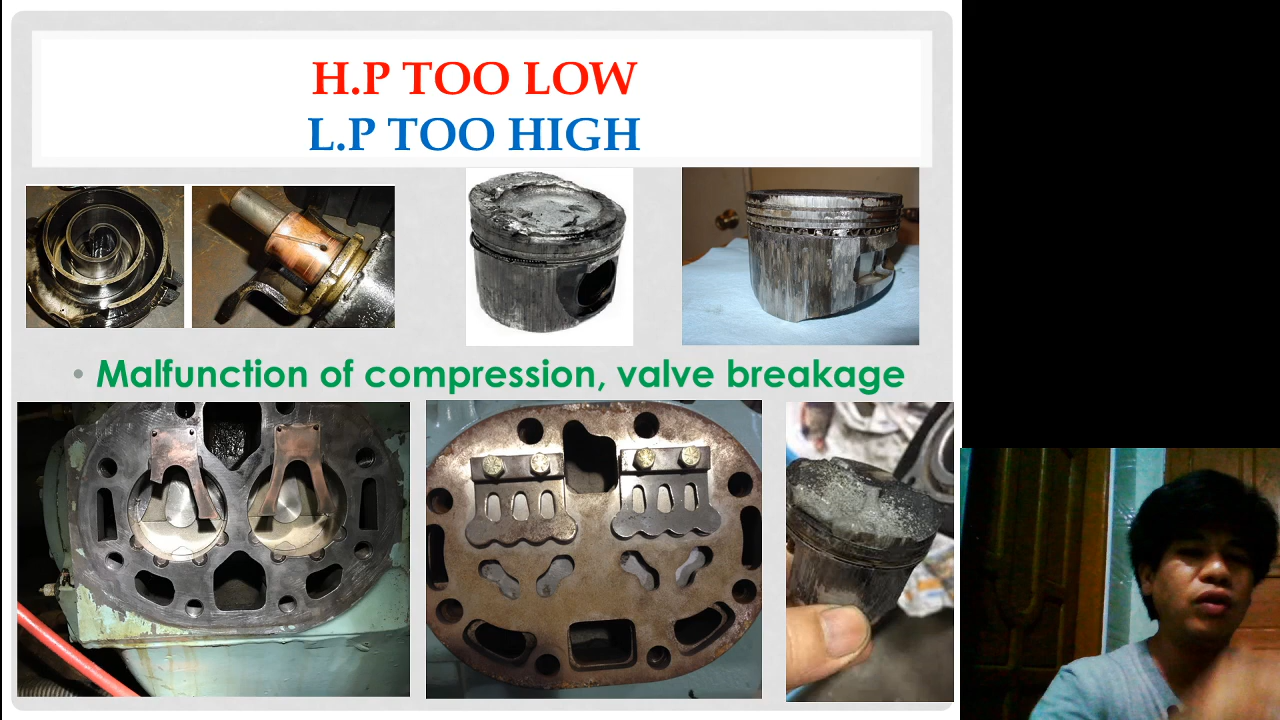 H.P TOO LOW
L.P TOO HIGH
• Malfunction of compression, valve breakage